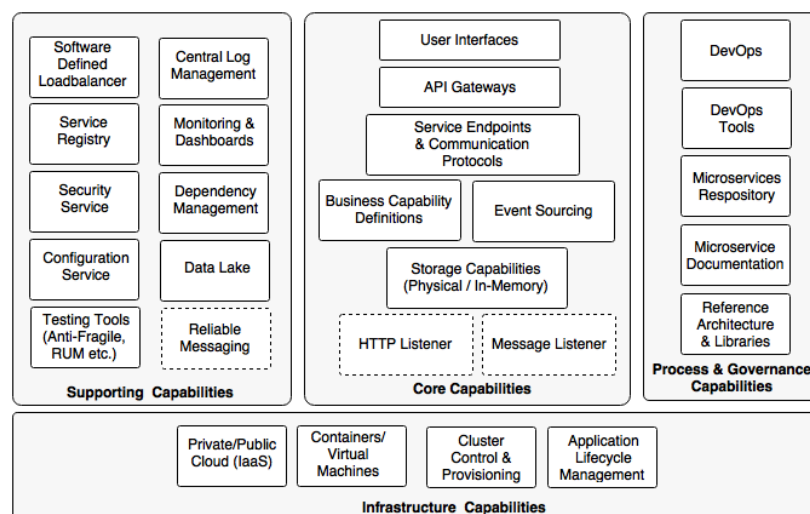 Software
Defined
Loadbalancer
Central Log
Management
Service
Registry
Monitoring &
Dashboards
Security
Service
Dependency
Management
Configuration
Service
Data Lake
Testing Tools
(Anti-Fragile,
RUM etc.)
Reliable
Messaging
Supporting Capabilities
User Interfaces
API Gateways
Service Endpoints
& Communication
Protocols
Business Capability
Definitions
Event Sourcing
Storage Capabilities
(Physical / In-Memory)
HTTP Listener
Message Listener
Core Capabilities
DevOps
DevOps
Tools
Microservices
Respository
Microservice
Documentation
Reference
Architecture
& Libraries
Process & Governance
Capabilities
Private/Public
Cloud (IaaS)
Containers/
Virtual
Machines
Cluster
Control &
Provisioning
Application
Lifecycle
Management
Infrastructure Capabilities